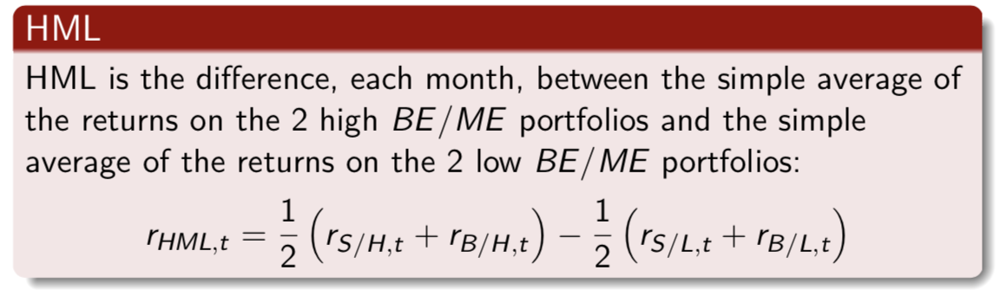 HML
HML is the difference, each month, between the simple average of
the returns on the 2 high BE/ME portfolios and the simple
average of the returns on the 2 low BE/ME portfolios:
r_{HML,t} = \frac{1}{2} \left( r_{S/H,t} + r_{B/H,t} \right) - \frac{1}{2} \left( r_{S/L,t} + r_{B/L,t} \right)